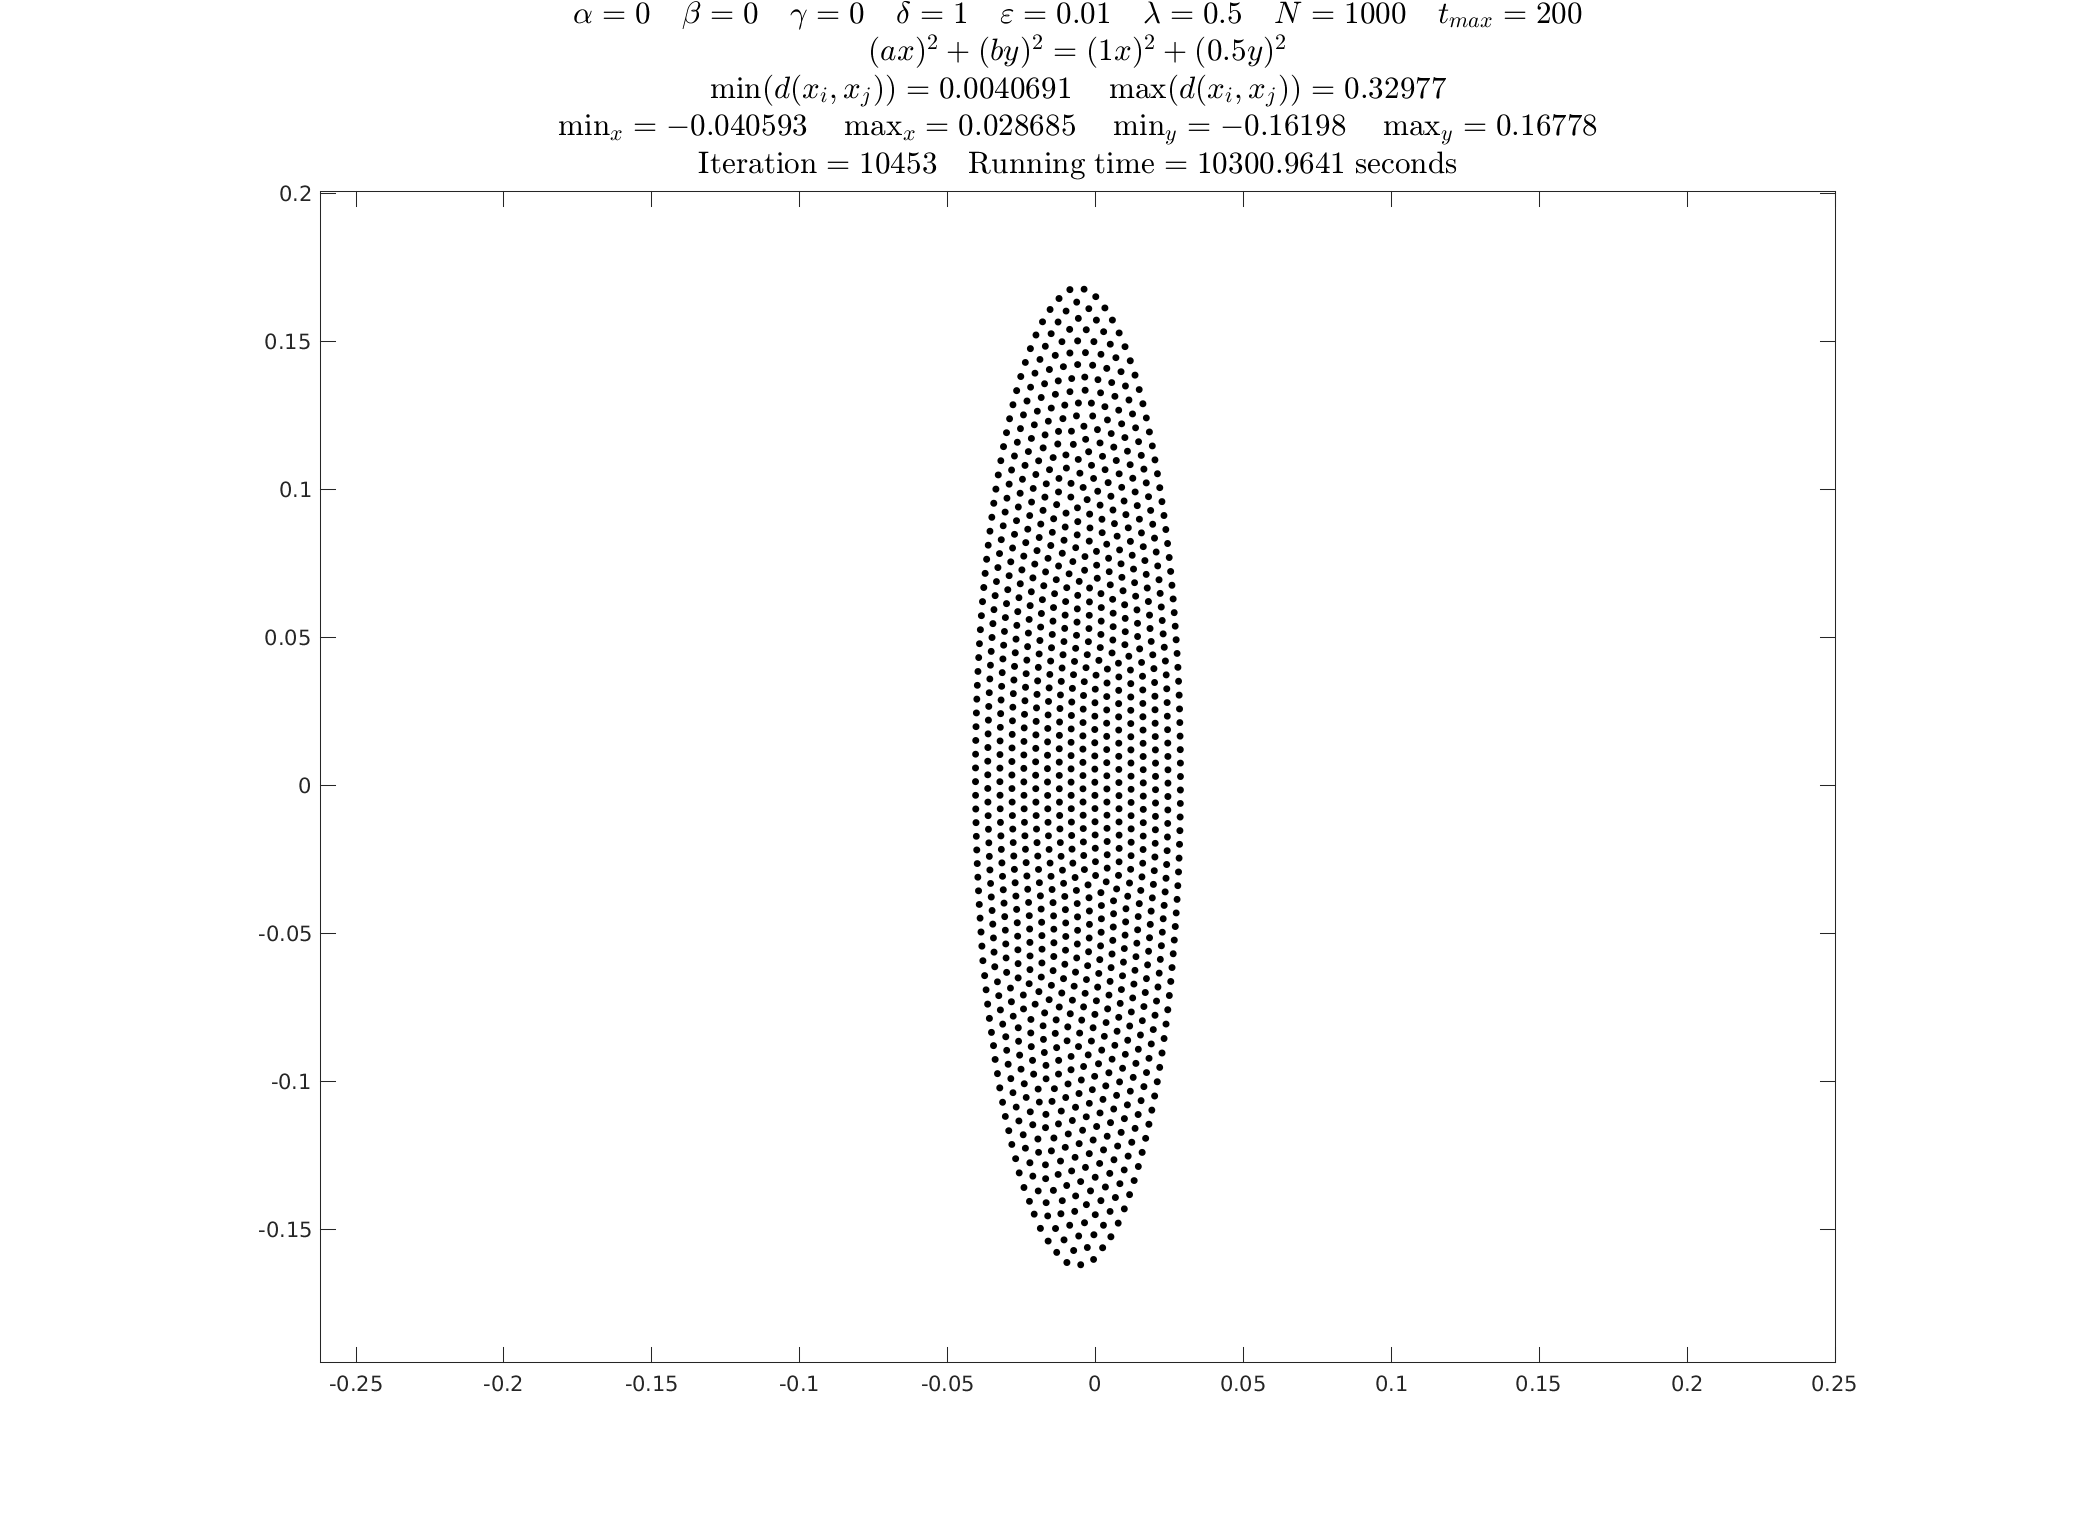 α = 0 β = 0 γ = 0 δ = 1 ε = 0.01 λ = 0.5 N = 1000 t_max = 200
(ax)² + (by)² = (1x)² + (0.5y)²
min(d(x_i, x_j)) = 0.0040691 max(d(x_i, x_j)) = 0.32977
min_x = −0.040593 max_x = 0.028685 min_y = −0.16198 max_y = 0.16778
Iteration = 10453 Running time = 10300.9641 seconds
0.2
0.15
0.1
0.05
0
-0.05
-0.1
-0.15
-0.25 -0.2 -0.15 -0.1 -0.05 0 0.05 0.1 0.15 0.2 0.25